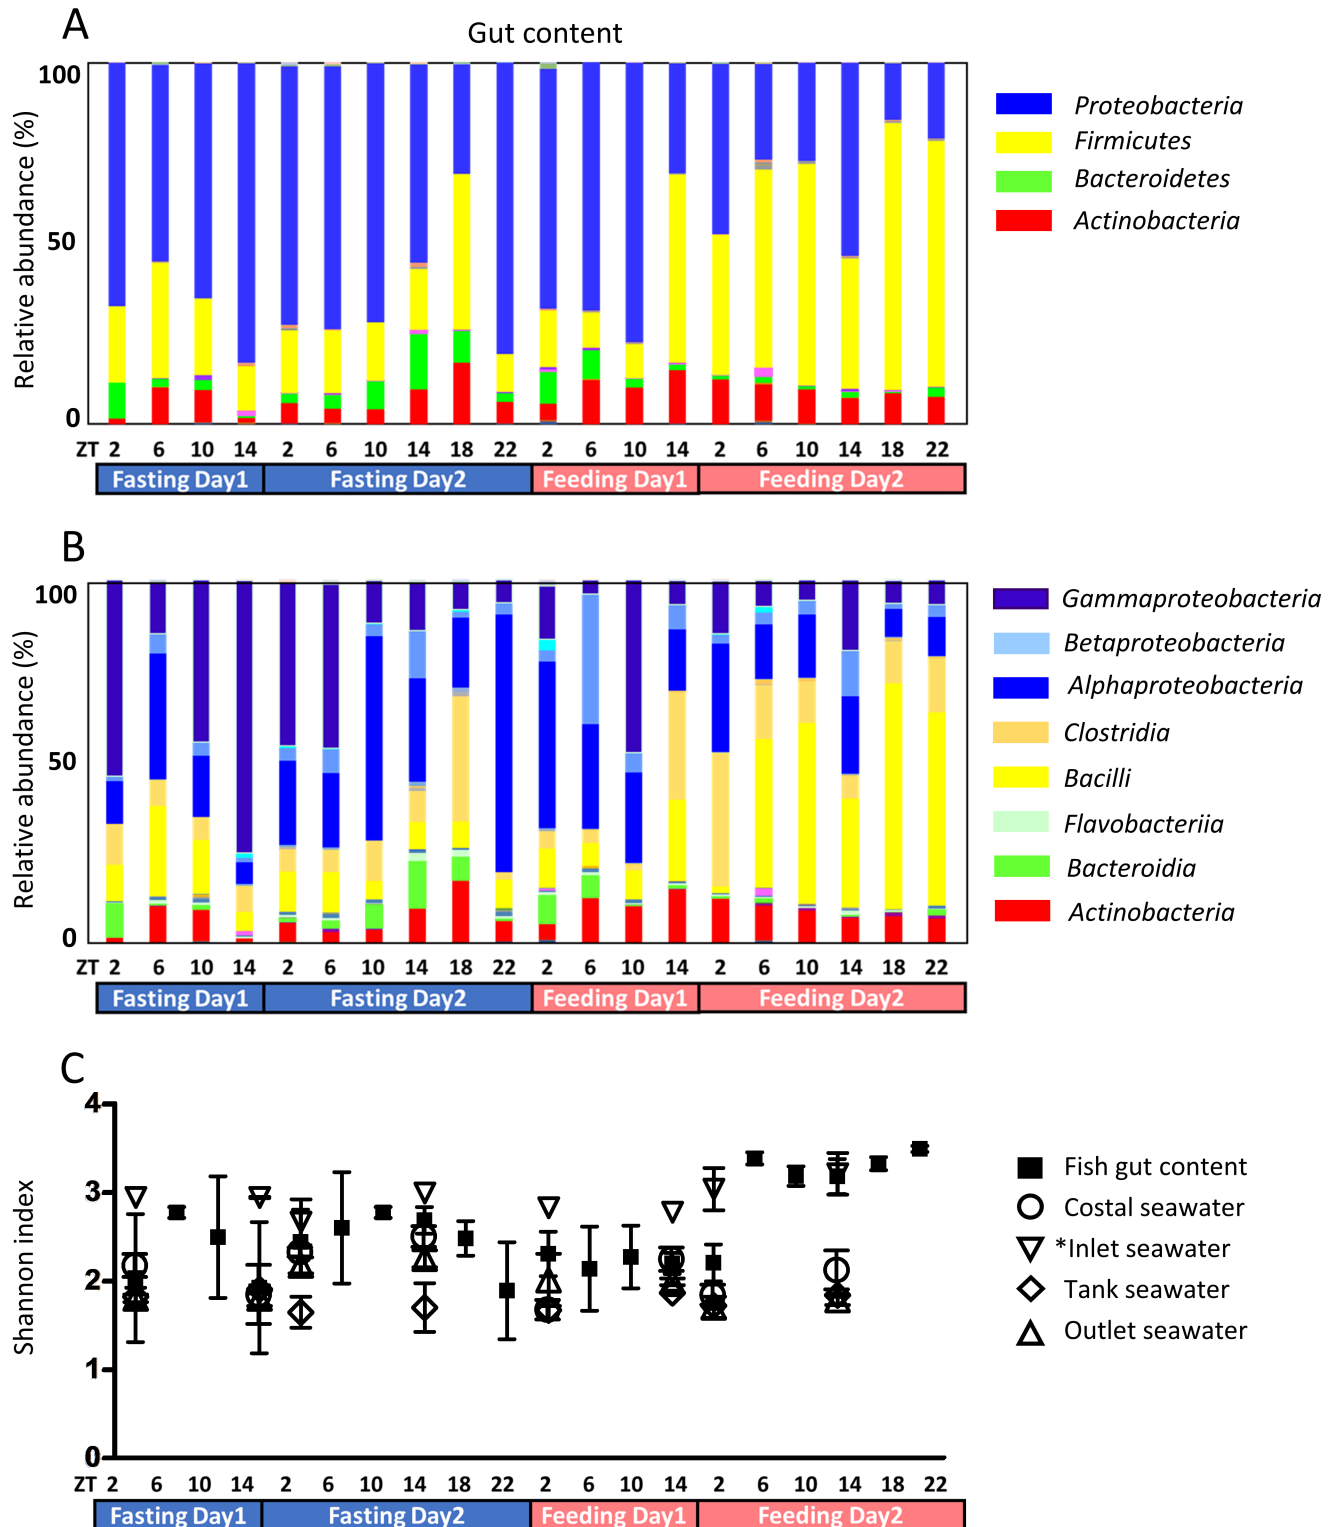 A
Gut content
Relative abundance (%)
100
50
0
Proteobacteria
Firmicutes
Bacteroidetes
Actinobacteria
ZT 2 6 10 14 2 6 10 14 18 22 2 6 10 14 2 6 10 14 18 22
Fasting Day1 Fasting Day2 Feeding Day1 Feeding Day2
B
Relative abundance (%)
100
50
0
Gammaproteobacteria
Betaproteobacteria
Alphaproteobacteria
Clostridia
Bacilli
Flavobacteriia
Bacteroidia
Actinobacteria
ZT 2 6 10 14 2 6 10 14 18 22 2 6 10 14 2 6 10 14 18 22
Fasting Day1 Fasting Day2 Feeding Day1 Feeding Day2
C
Shannon index
4
3
2
1
0
Fish gut content
Costal seawater
*Inlet seawater
Tank seawater
Outlet seawater
ZT 2 6 10 14 2 6 10 14 18 22 2 6 10 14 2 6 10 14 18 22
Fasting Day1 Fasting Day2 Feeding Day1 Feeding Day2